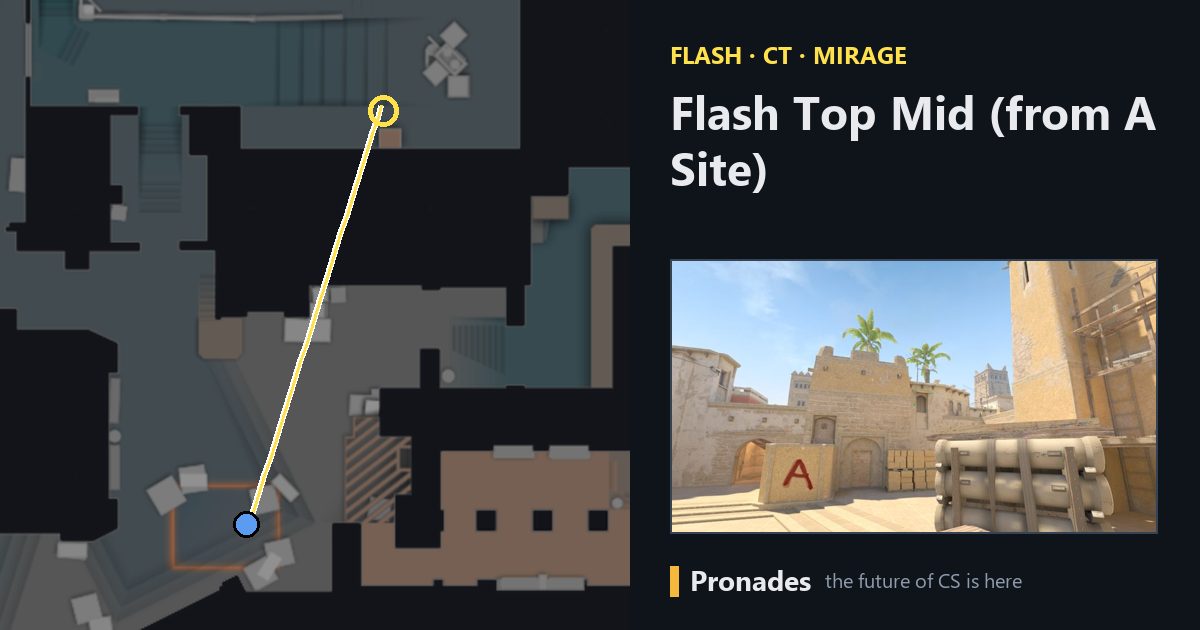 FLASH · CT · MIRAGE
Flash Top Mid (from A
Site)
A
Pronades the future of CS is here